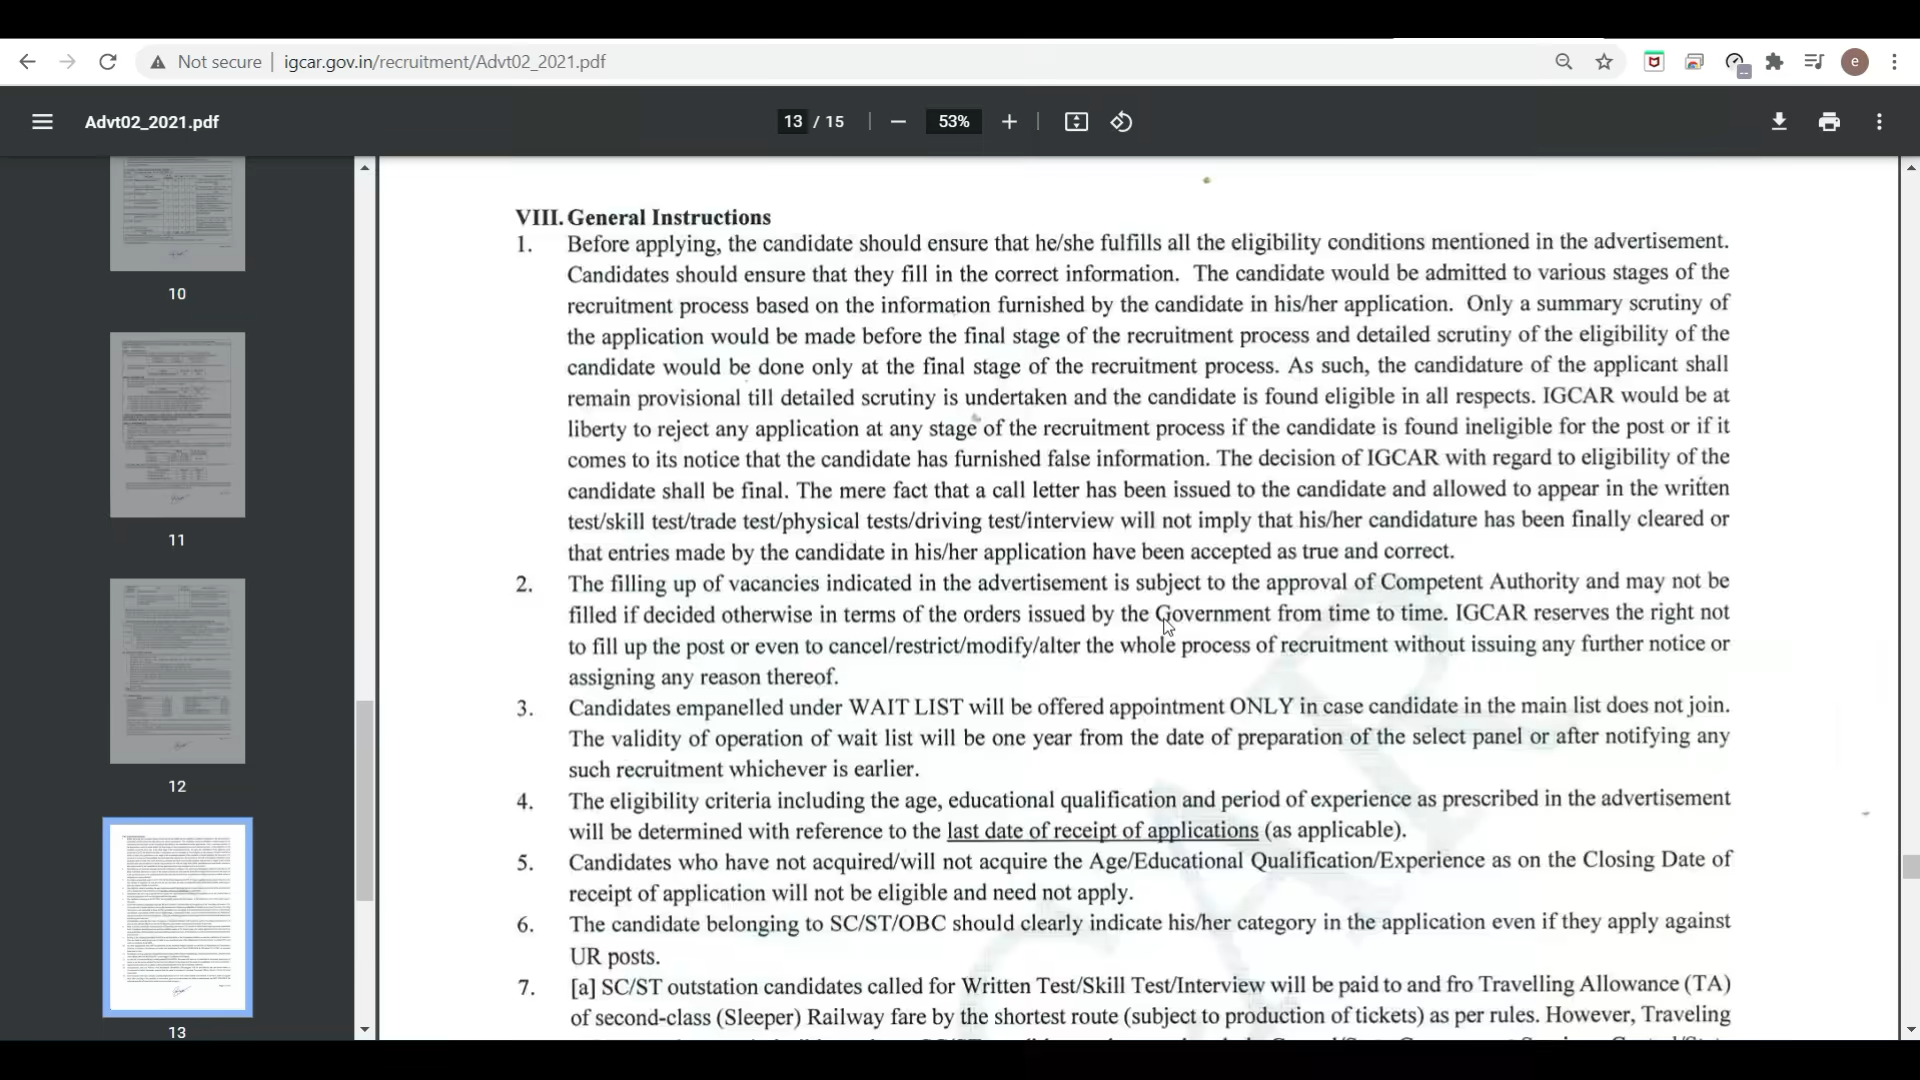 Not secure | igcar.gov.in/recruitment/Advt02_2021.pdf
e
Advt02_2021.pdf
13 / 15
53%
10
11
12
13
VIII. General Instructions
1. Before applying, the candidate should ensure that he/she fulfills all the eligibility conditions mentioned in the advertisement.
Candidates should ensure that they fill in the correct information. The candidate would be admitted to various stages of the
recruitment process based on the information furnished by the candidate in his/her application. Only a summary scrutiny of
the application would be made before the final stage of the recruitment process and detailed scrutiny of the eligibility of the
candidate would be done only at the final stage of the recruitment process. As such, the candidature of the applicant shall
remain provisional till detailed scrutiny is undertaken and the candidate is found eligible in all respects. IGCAR would be at
liberty to reject any application at any stage of the recruitment process if the candidate is found ineligible for the post or if it
comes to its notice that the candidate has furnished false information. The decision of IGCAR with regard to eligibility of the
candidate shall be final. The mere fact that a call letter has been issued to the candidate and allowed to appear in the written
test/skill test/trade test/physical tests/driving test/interview will not imply that his/her candidature has been finally cleared or
that entries made by the candidate in his/her application have been accepted as true and correct.
2. The filling up of vacancies indicated in the advertisement is subject to the approval of Competent Authority and may not be
filled if decided otherwise in terms of the orders issued by the Government from time to time. IGCAR reserves the right not
to fill up the post or even to cancel/restrict/modify/alter the whole process of recruitment without issuing any further notice or
assigning any reason thereof.
3. Candidates empanelled under WAIT LIST will be offered appointment ONLY in case candidate in the main list does not join.
The validity of operation of wait list will be one year from the date of preparation of the select panel or after notifying any
such recruitment whichever is earlier.
4. The eligibility criteria including the age, educational qualification and period of experience as prescribed in the advertisement
will be determined with reference to the last date of receipt of applications (as applicable).
5. Candidates who have not acquired/will not acquire the Age/Educational Qualification/Experience as on the Closing Date of
receipt of application will not be eligible and need not apply.
6. The candidate belonging to SC/ST/OBC should clearly indicate his/her category in the application even if they apply against
UR posts.
7. [a] SC/ST outstation candidates called for Written Test/Skill Test/Interview will be paid to and fro Travelling Allowance (TA)
of second-class (Sleeper) Railway fare by the shortest route (subject to production of tickets) as per rules. However, Traveling